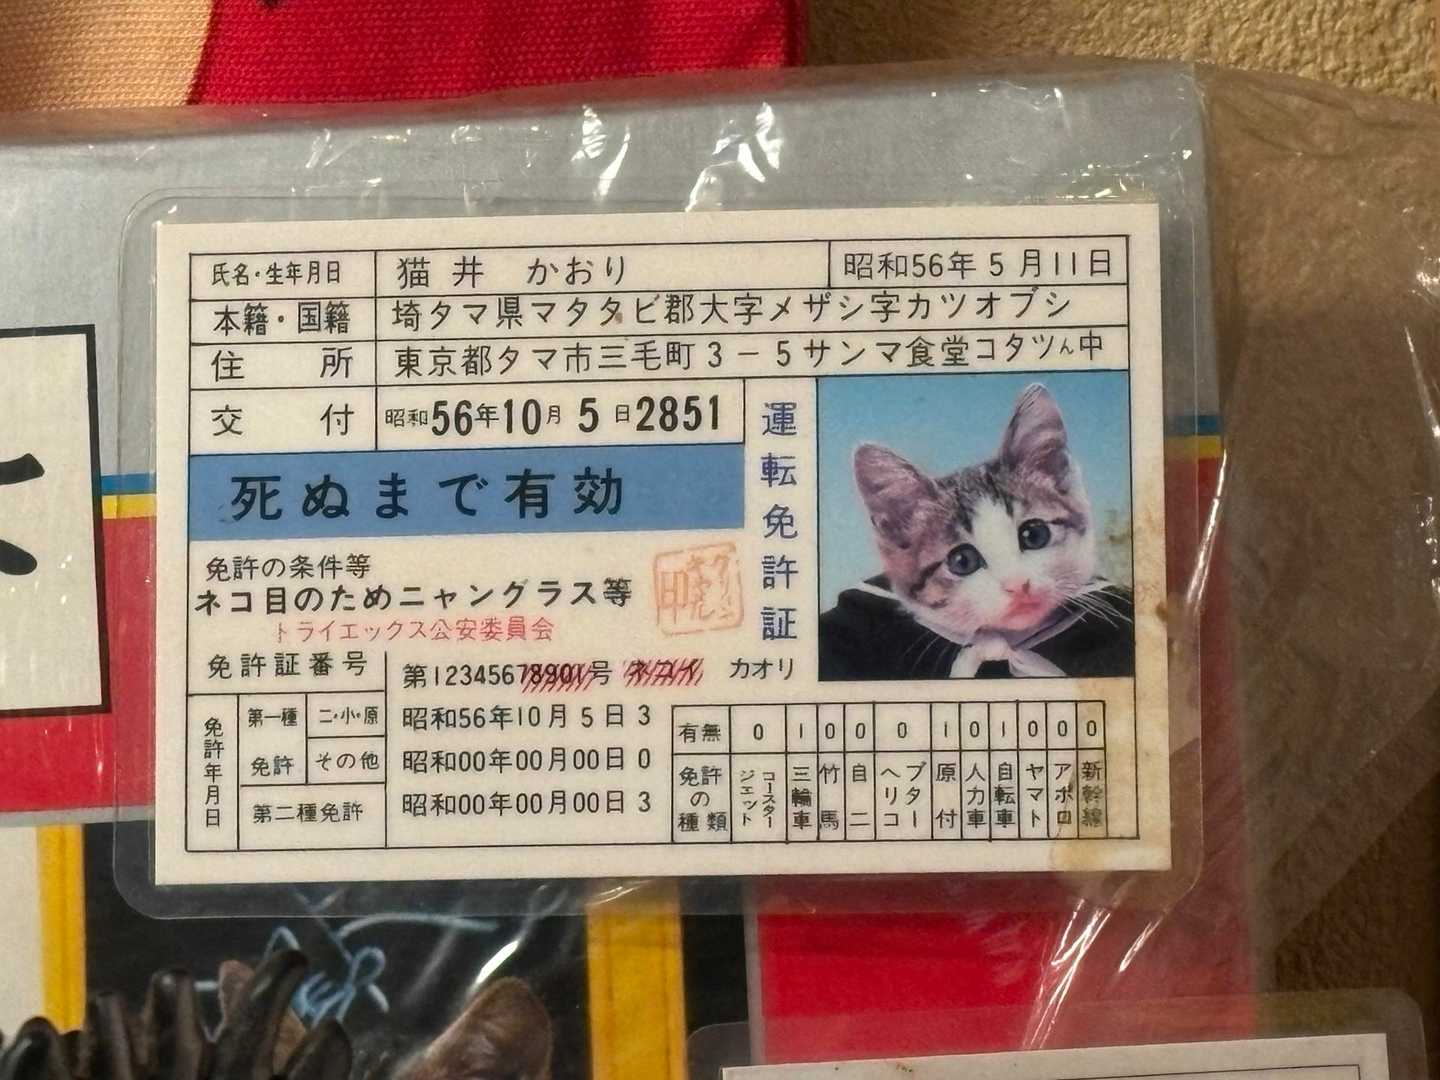 氏名・生年月日 猫井 かおり 昭和56年5月11日
本籍・国籍 埼タマ県マタタビ郡大字メザシ字カツオブシ
住所 東京都タマ市三毛町3-5サンマ食堂コタツん中
交付 昭和56年10月5日2851
死ぬまで有効
運転免許証
免許の条件等
ネコ目のためニャングラス等
トライエックス公安委員会
免許証番号 第12345678901号 ネコイ カオリ
免許年月日
第一種免許 二・小・原 昭和56年10月5日3
その他 昭和00年00月00日0
第二種免許 昭和00年00月00日3
有無 0 1 0 0 0 1 0 1 0 0 0
免許の種類 ジェットコースター 三輪車 竹馬 自二 ヘリコプター 原付 人力車 自転車 ヤマト アポロ 新幹線